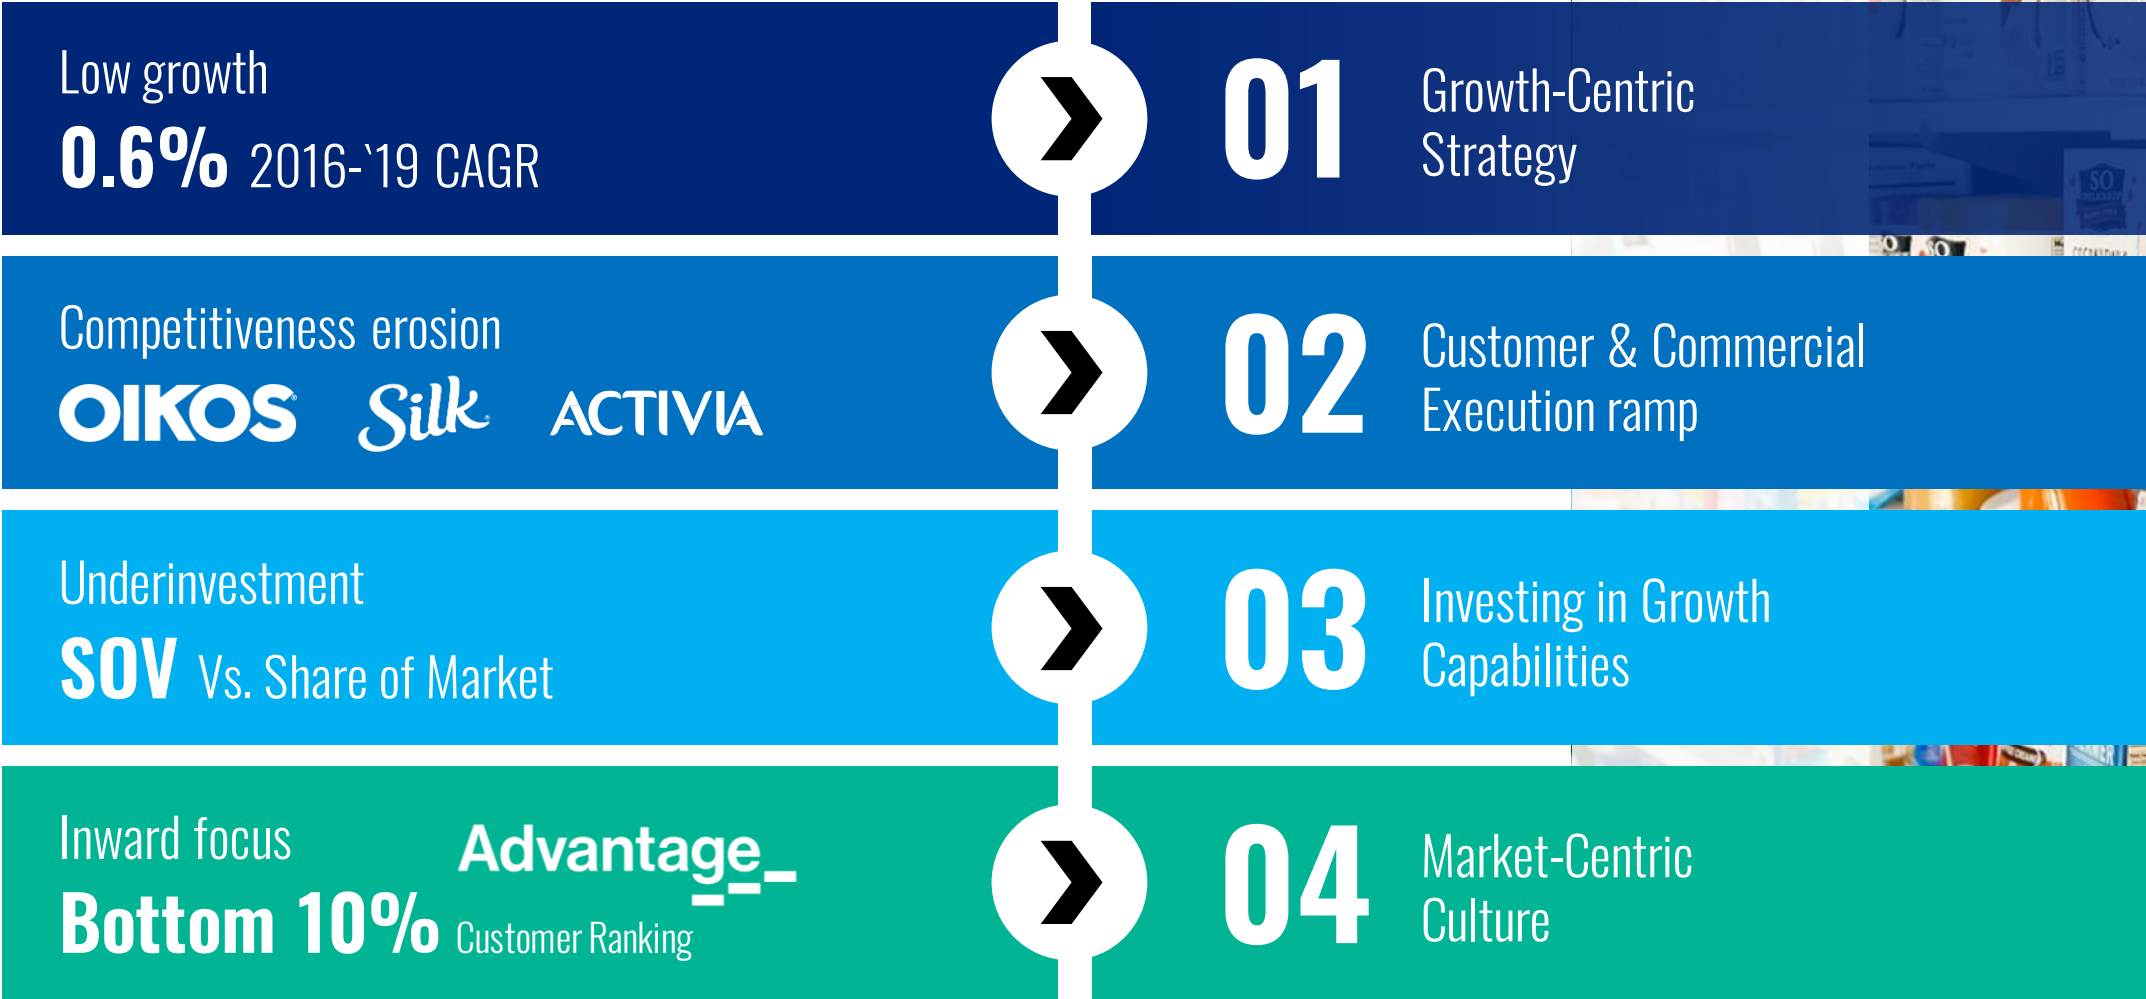 Low growth
0.6% 2016-`19 CAGR
01
Growth-Centric
Strategy
SO
Competitiveness erosion
OIKOS Silk ACTIVIA
02
Customer & Commercial
Execution ramp
Underinvestment
SOV Vs. Share of Market
03
Investing in Growth
Capabilities
Inward focus
Bottom 10%
Advantage
Customer Ranking
04
Market-Centric
Culture